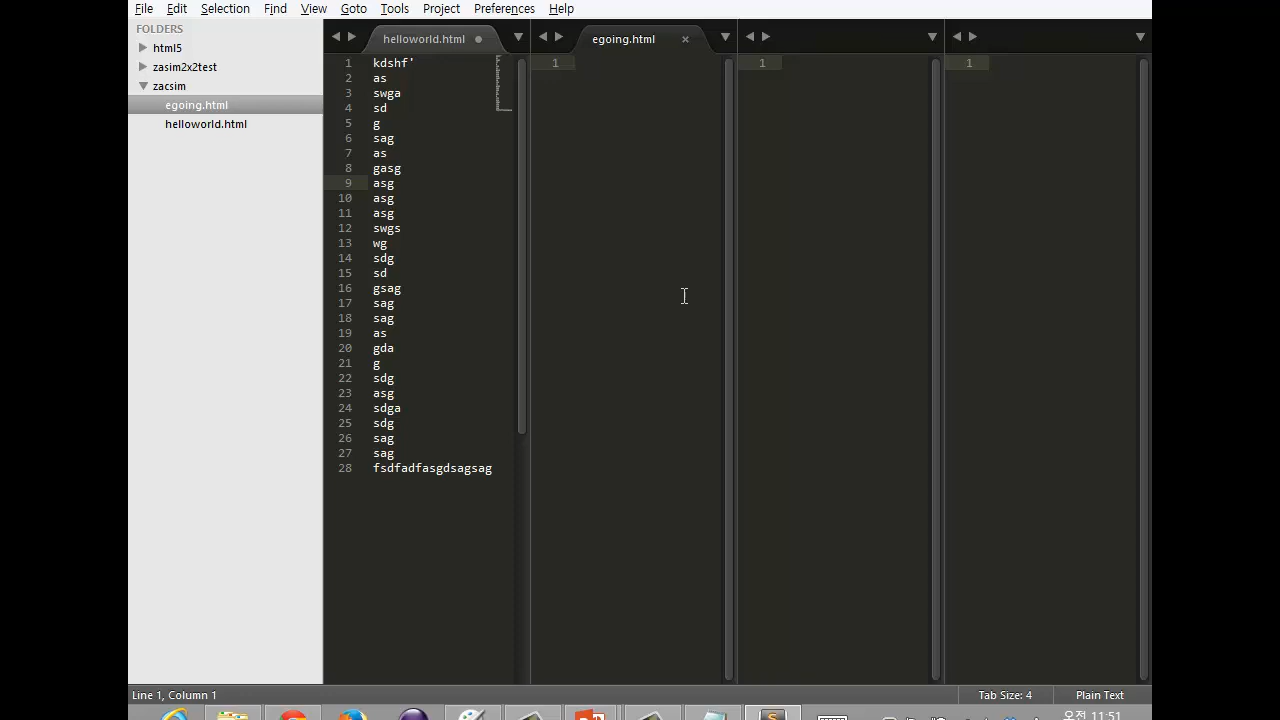 File Edit Selection Find View Goto Tools Project Preferences Help
FOLDERS
html5
zasim2x2test
zacsim
egoing.html
helloworld.html
helloworld.html
egoing.html
1 kdshf'
2 as
3 swga
4 sd
5 g
6 sag
7 as
8 gasg
9 asg
10 asg
11 asg
12 swgs
13 wg
14 sdg
15 sd
16 gsag
17 sag
18 sag
19 as
20 gda
21 g
22 sdg
23 asg
24 sdga
25 sdg
26 sag
27 sag
28 fsdfadfasgdsagsag
1
1
1
Line 1, Column 1
Tab Size: 4
Plain Text
오전 11:51